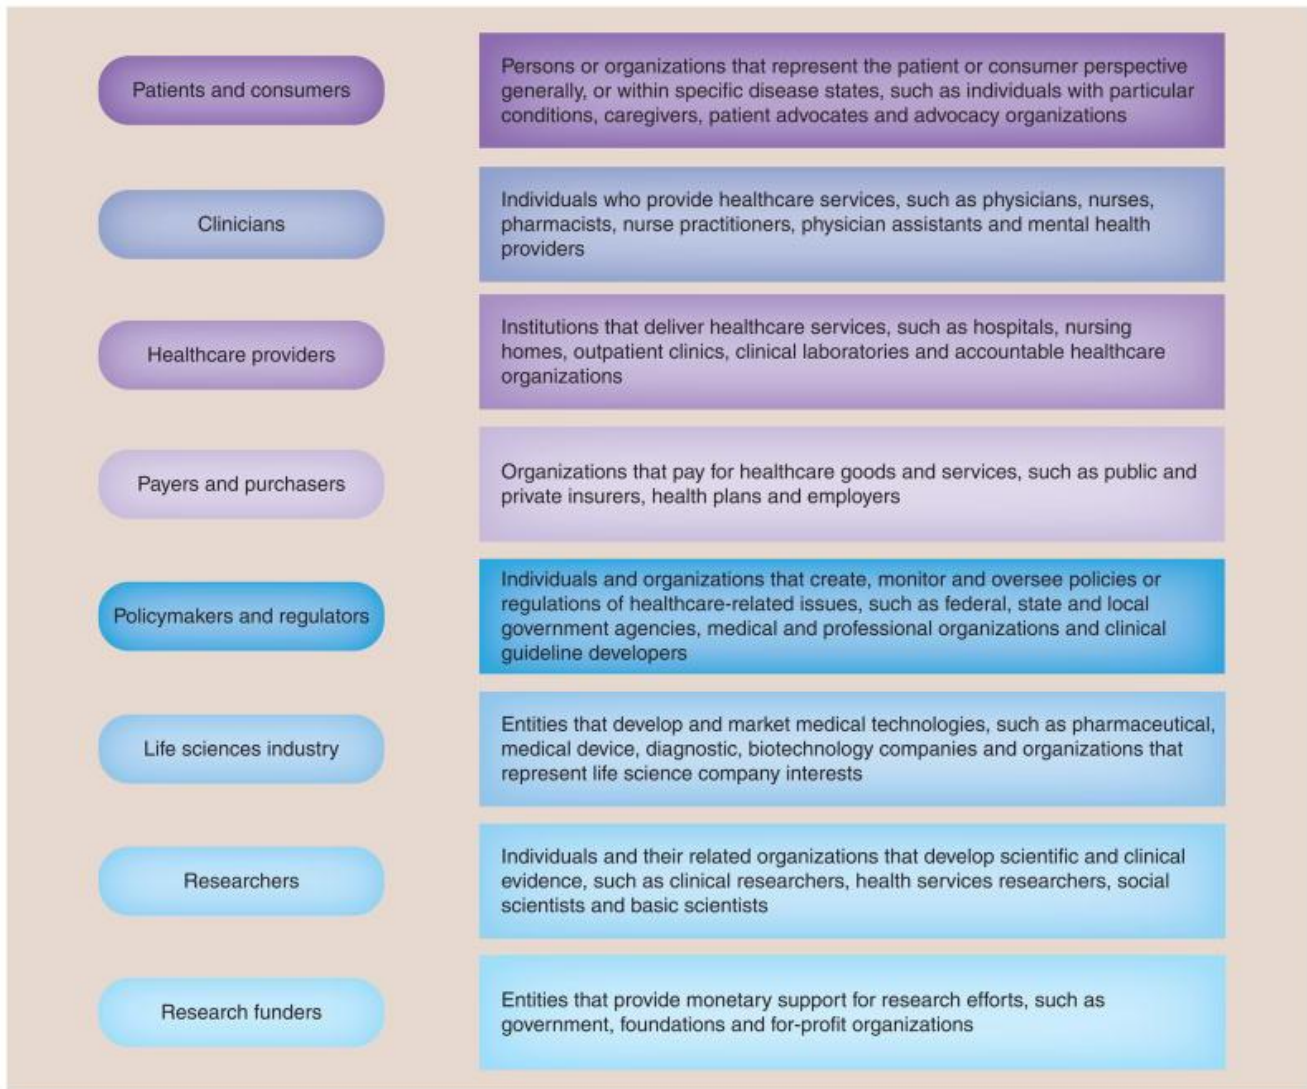 Patients and consumers
Persons or organizations that represent the patient or consumer perspective
generally, or within specific disease states, such as individuals with particular
conditions, caregivers, patient advocates and advocacy organizations
Clinicians
Individuals who provide healthcare services, such as physicians, nurses,
pharmacists, nurse practitioners, physician assistants and mental health
providers
Healthcare providers
Institutions that deliver healthcare services, such as hospitals, nursing
homes, outpatient clinics, clinical laboratories and accountable healthcare
organizations
Payers and purchasers
Organizations that pay for healthcare goods and services, such as public and
private insurers, health plans and employers
Policymakers and regulators
Individuals and organizations that create, monitor and oversee policies or
regulations of healthcare-related issues, such as federal, state and local
government agencies, medical and professional organizations and clinical
guideline developers
Life sciences industry
Entities that develop and market medical technologies, such as pharmaceutical,
medical device, diagnostic, biotechnology companies and organizations that
represent life science company interests
Researchers
Individuals and their related organizations that develop scientific and clinical
evidence, such as clinical researchers, health services researchers, social
scientists and basic scientists
Research funders
Entities that provide monetary support for research efforts, such as
government, foundations and for-profit organizations